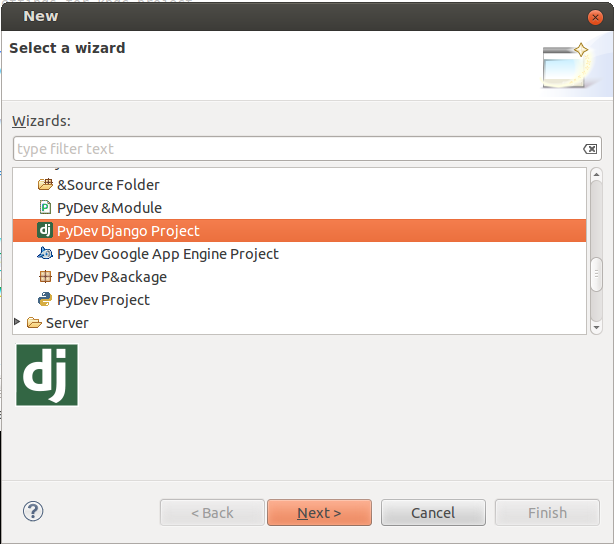 New
Select a wizard
Wizards:
type filter text
&Source Folder
PyDev &Module
PyDev Django Project
PyDev Google App Engine Project
PyDev P&ackage
PyDev Project
Server
dj
< Back
Next >
Cancel
Finish